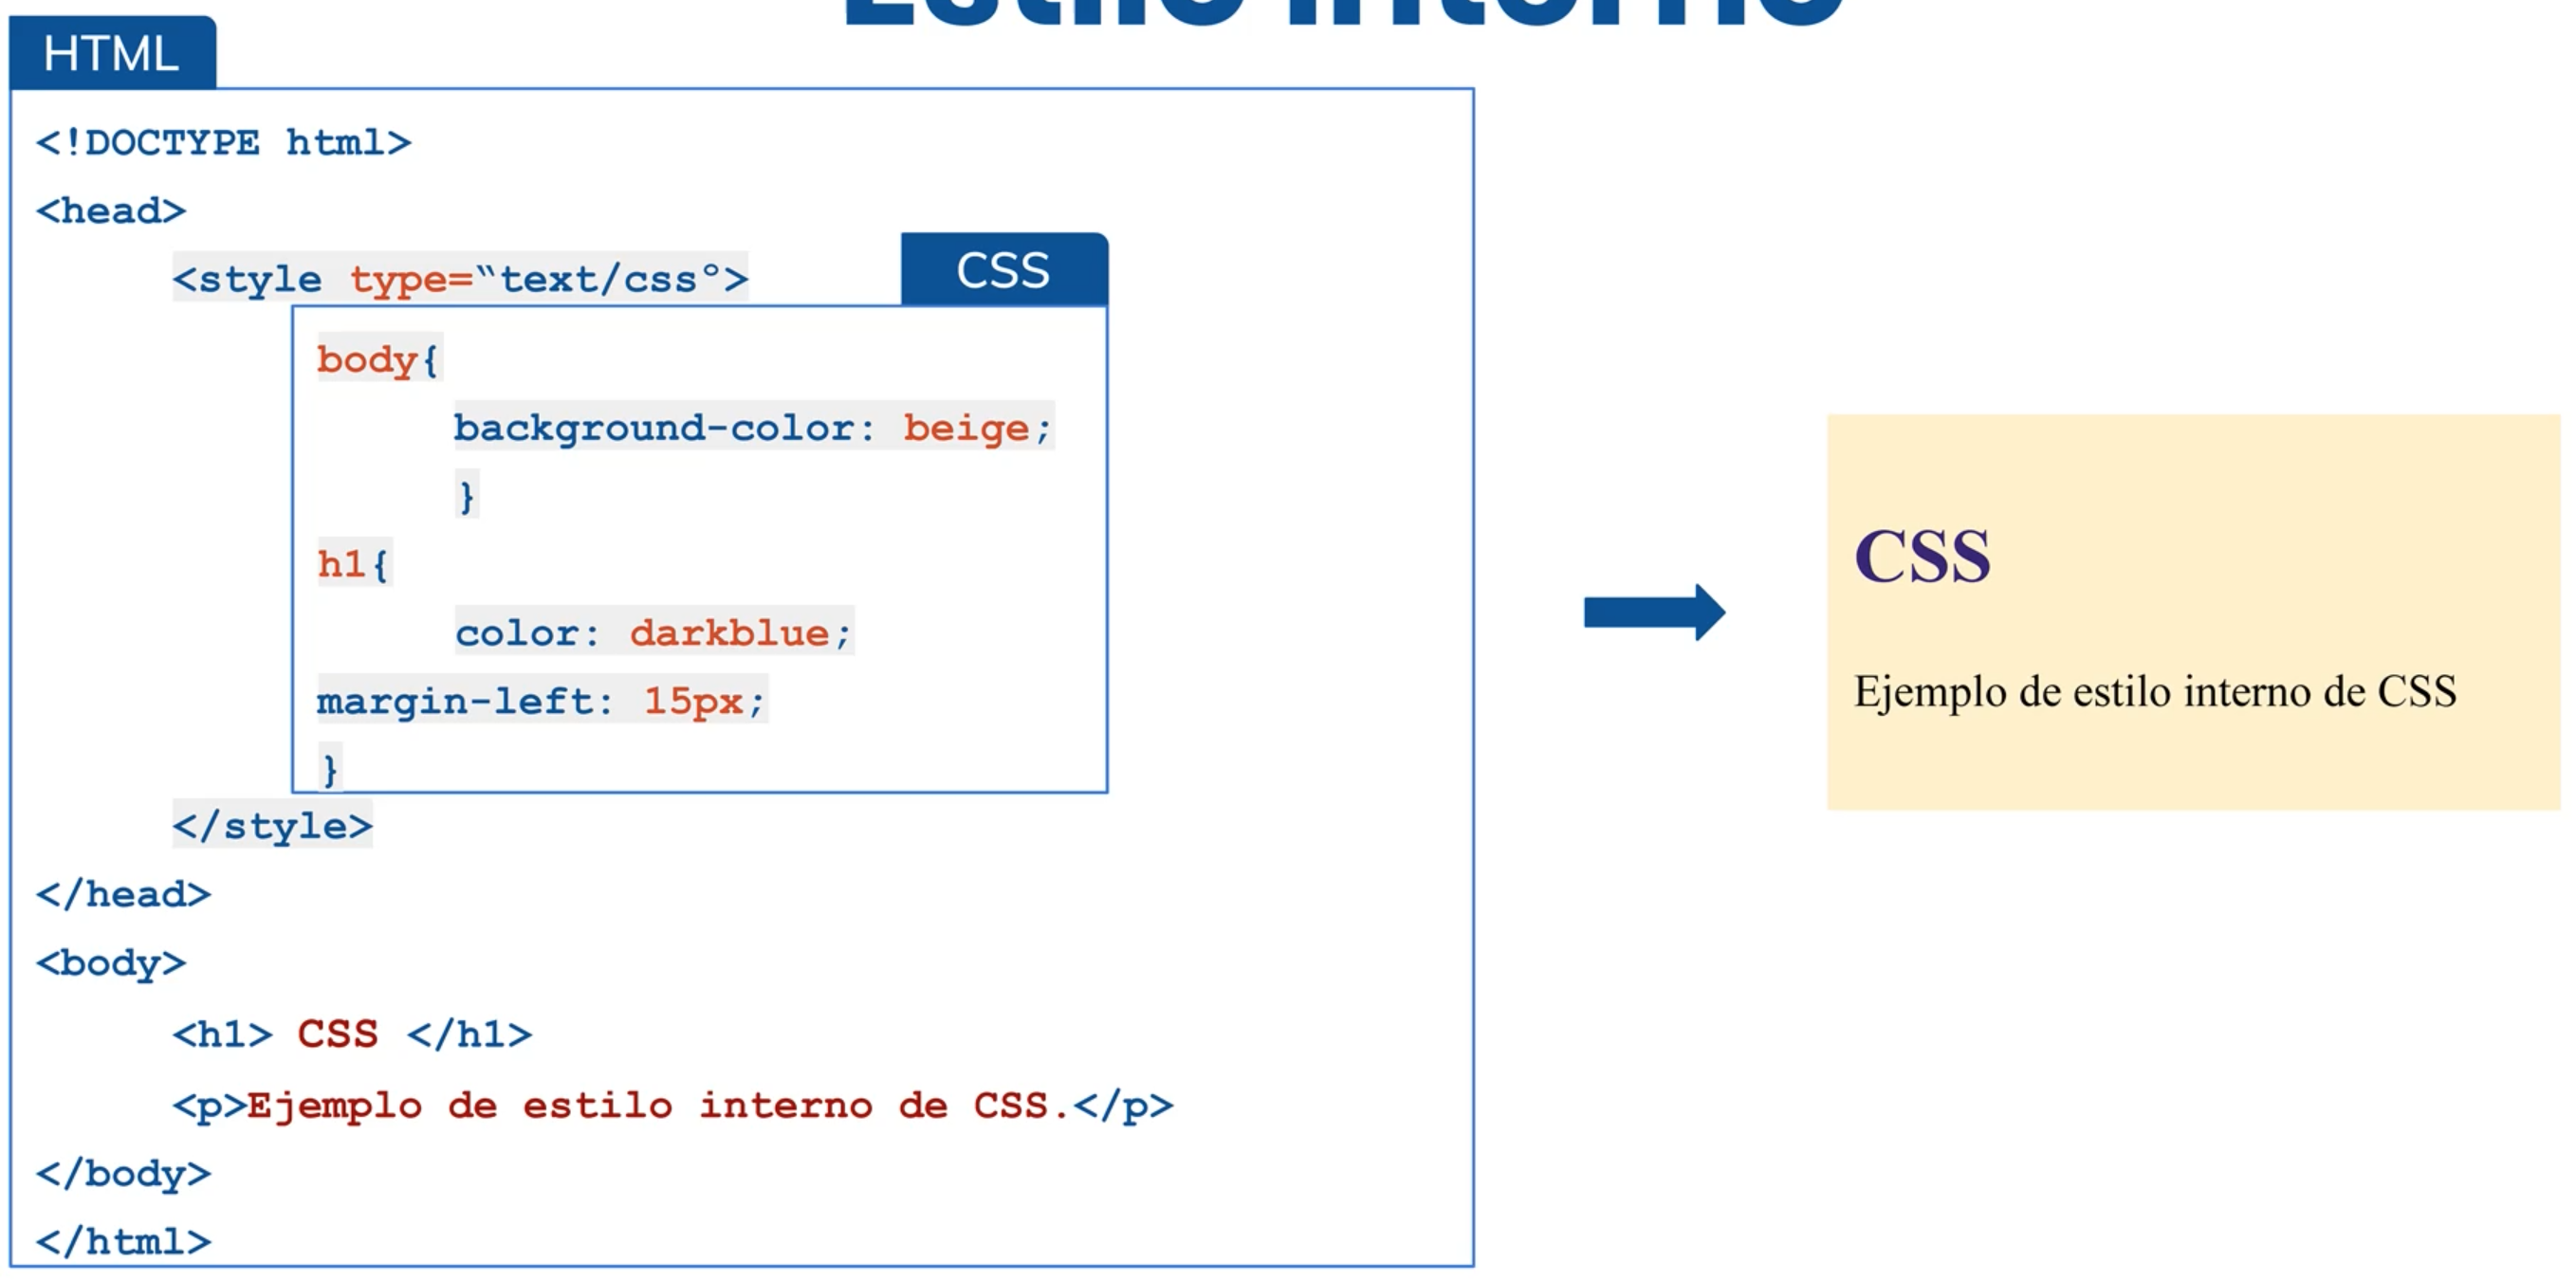 Estilo interno
HTML
<!DOCTYPE html>
<head>
<style type=“text/css°>
CSS
body{
background-color: beige;
}
h1{
color: darkblue;
margin-left: 15px;
}
</style>
</head>
<body>
<h1> CSS </h1>
<p>Ejemplo de estilo interno de CSS.</p>
</body>
</html>
CSS
Ejemplo de estilo interno de CSS